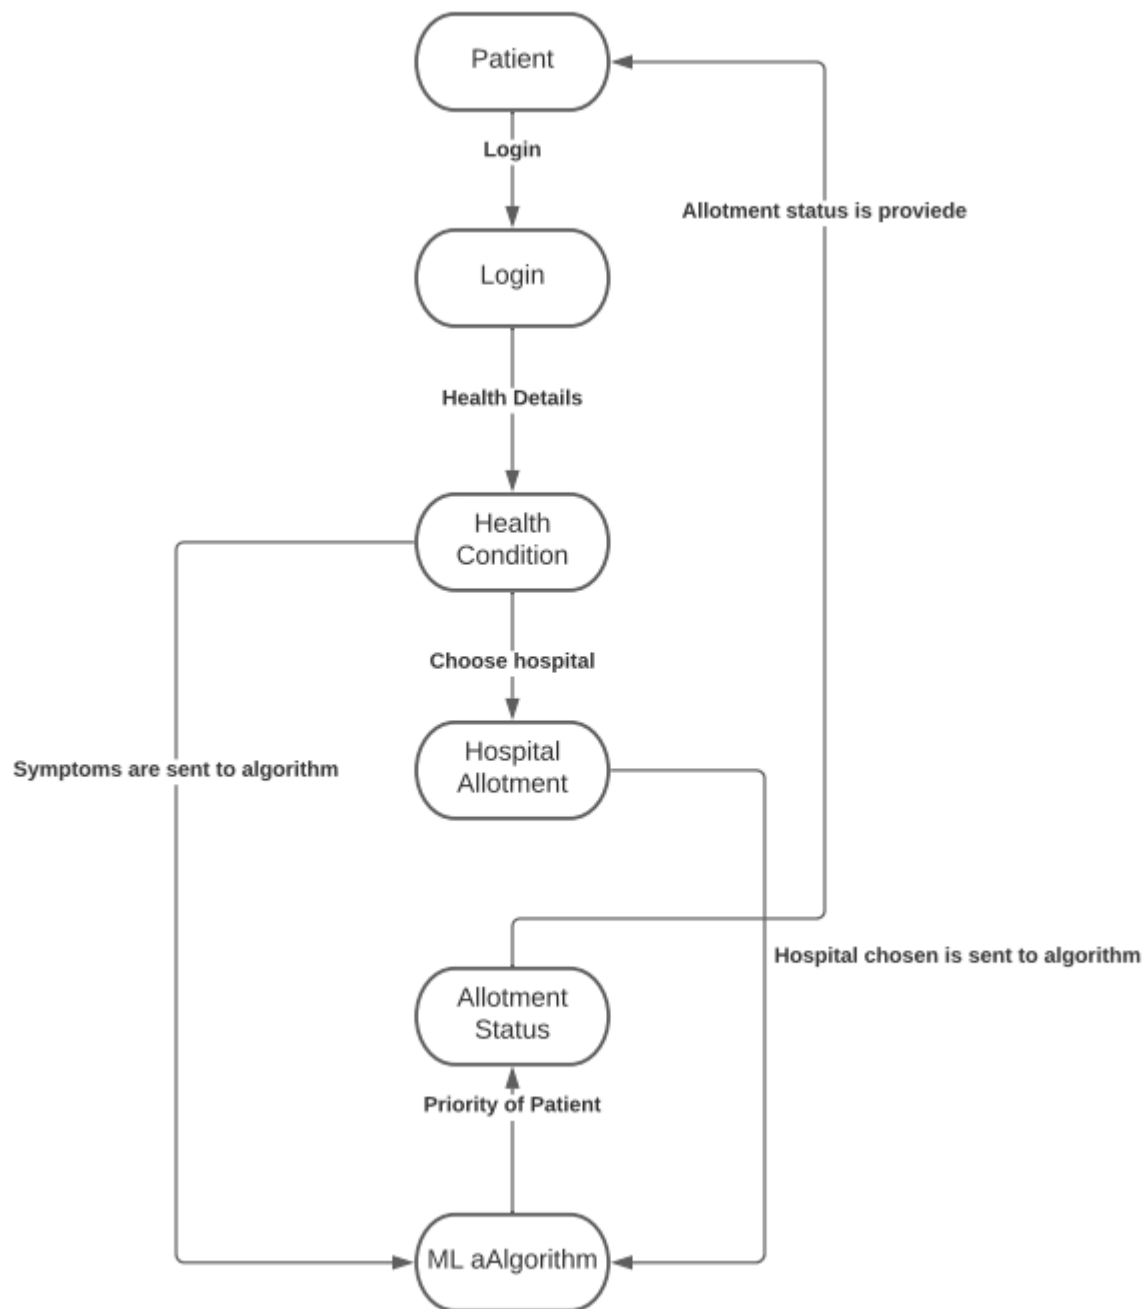 Patient
Login
Allotment status is proviede
Login
Health Details
Health
Condition
Choose hospital
Hospital
Allotment
Symptoms are sent to algorithm
Hospital chosen is sent to algorithm
Allotment
Status
Priority of Patient
ML aAlgorithm